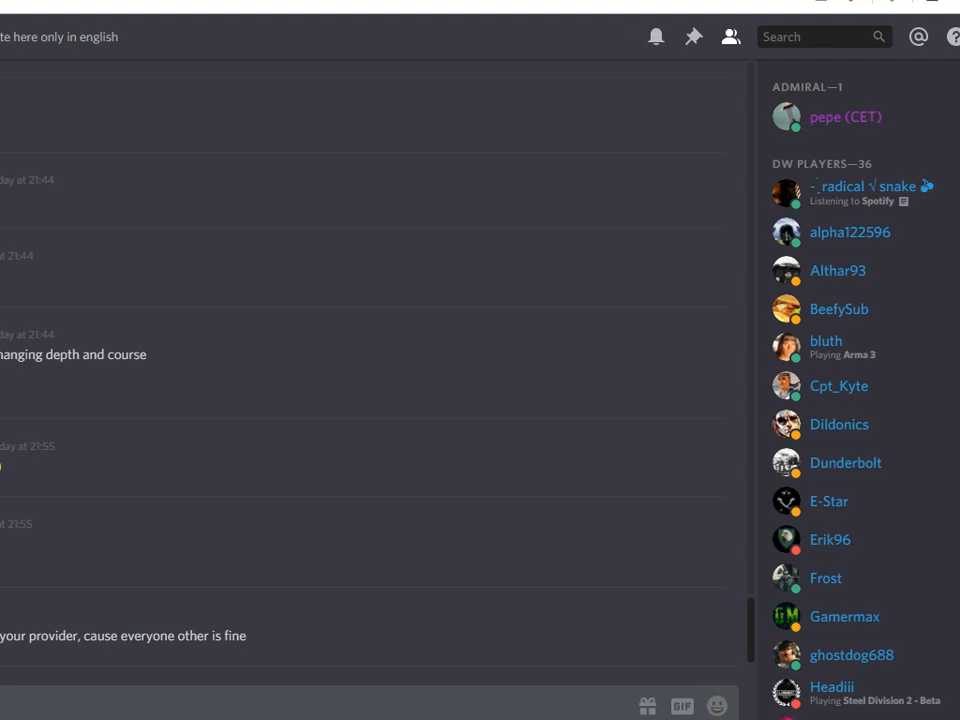 te here only in english
Search
ADMIRAL—1
pepe (CET)
DW PLAYERS—36
radical √ snake
Listening to Spotify
alpha122596
Althar93
BeefySub
bluth
Playing Arma 3
Cpt_Kyte
Dildonics
Dunderbolt
E-Star
Erik96
Frost
GM
Gamermax
ghostdog688
Headiii
Playing Steel Division 2 - Beta
day at 21:44
at 21:44
day at 21:44
hanging depth and course
day at 21:55
at 21:55
your provider, cause everyone other is fine
GIF